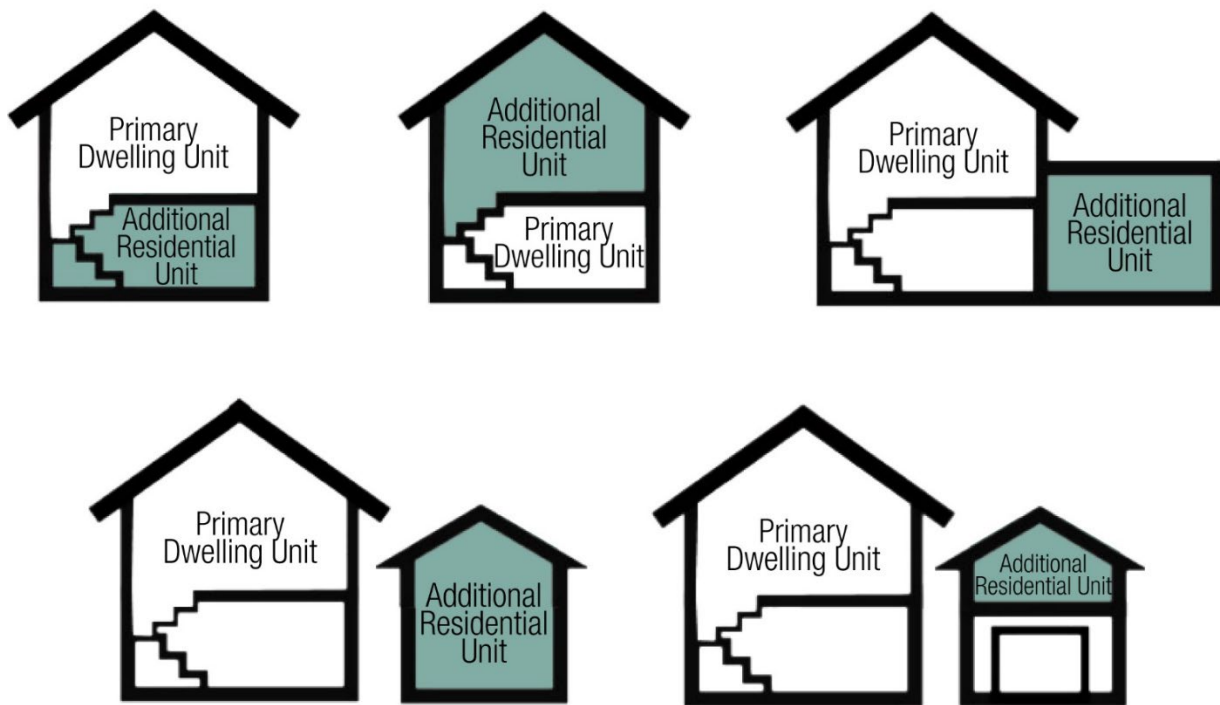 Primary
Dwelling Unit
Additional
Residential
Unit
Additional
Residential
Unit
Primary
Dwelling Unit
Primary
Dwelling Unit
Additional
Residential
Unit
Primary
Dwelling Unit
Additional
Residential
Unit
Primary
Dwelling Unit
Additional
Residential Unit